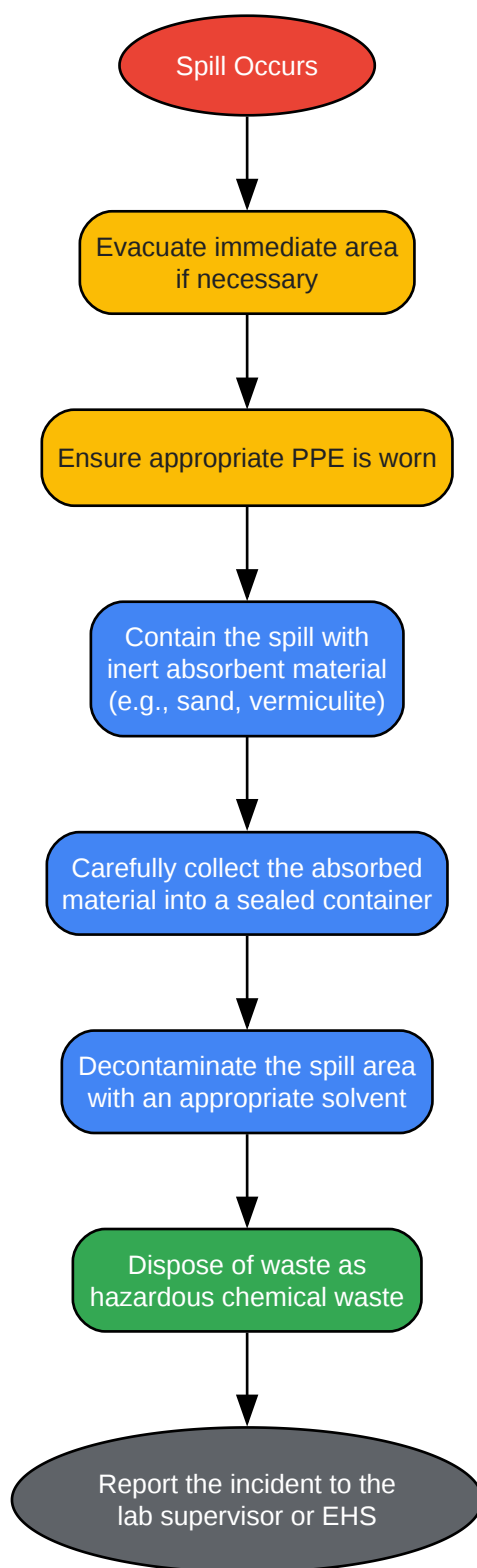 Spill Occurs
Evacuate immediate area
if necessary
Ensure appropriate PPE is worn
Contain the spill with
inert absorbent material
(e.g., sand, vermiculite)
Carefully collect the absorbed
material into a sealed container
Decontaminate the spill area
with an appropriate solvent
Dispose of waste as
hazardous chemical waste
Report the incident to the
lab supervisor or EHS